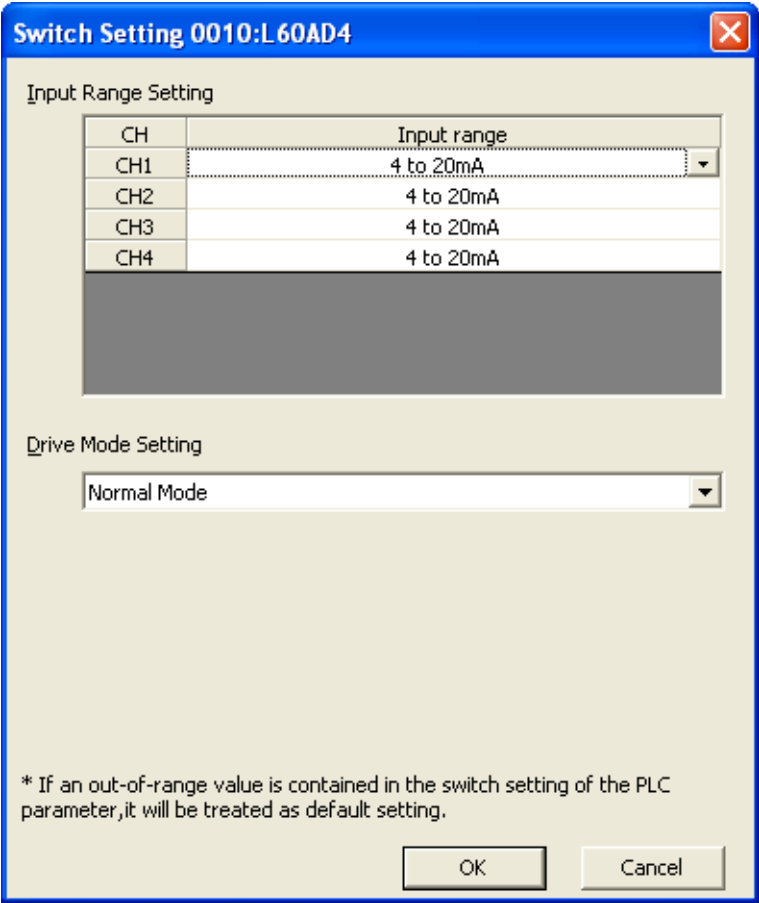 Switch Setting 0010:L60AD4
Input Range Setting
CH Input range
CH1 4 to 20mA
CH2 4 to 20mA
CH3 4 to 20mA
CH4 4 to 20mA
Drive Mode Setting
Normal Mode
* If an out-of-range value is contained in the switch setting of the PLC
parameter,it will be treated as default setting.
OK Cancel